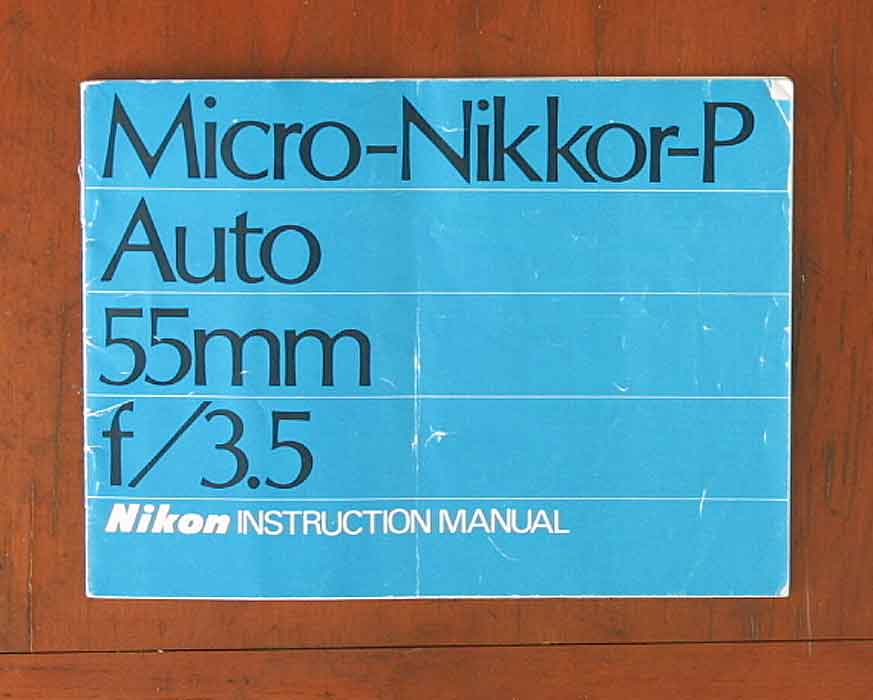 Micro-Nikkor-P
Auto
55mm
f/3.5
Nikon INSTRUCTION MANUAL